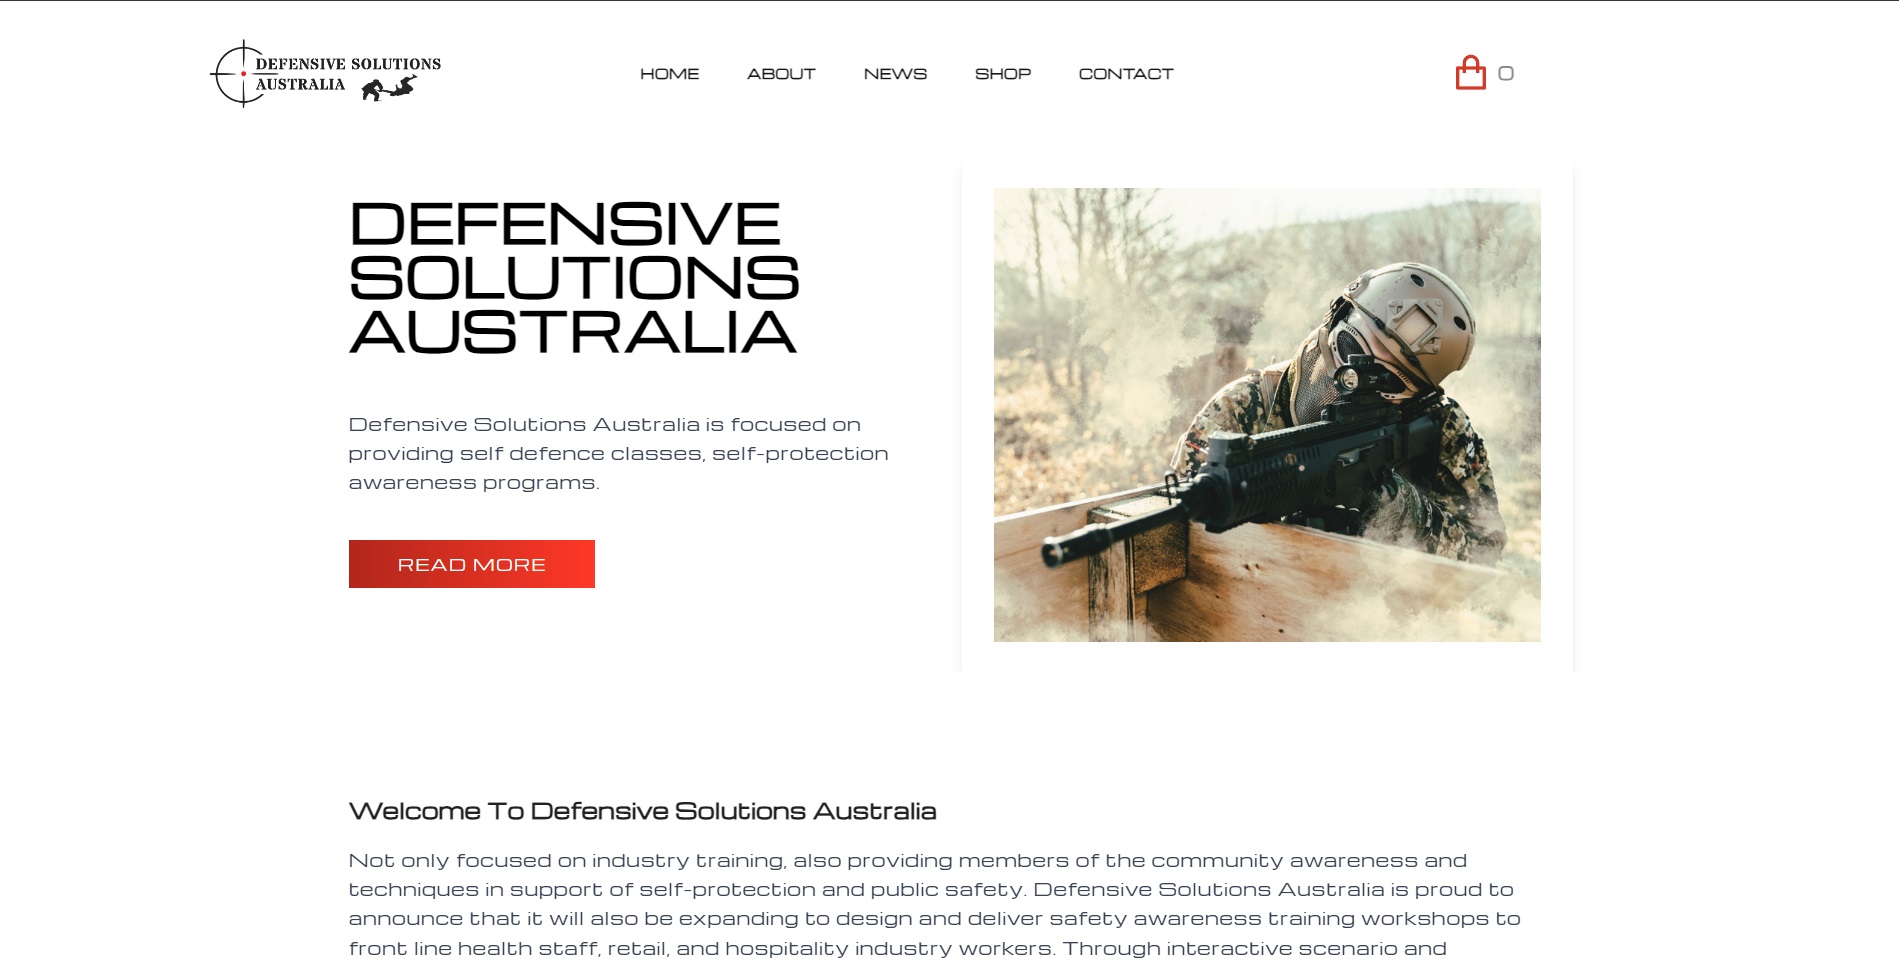 DEFENSIVE SOLUTIONS
AUSTRALIA
HOME ABOUT NEWS SHOP CONTACT
0
DEFENSIVE
SOLUTIONS
AUSTRALIA
Defensive Solutions Australia is focused on
providing self defence classes, self-protection
awareness programs.
READ MORE
Welcome To Defensive Solutions Australia
Not only focused on industry training, also providing members of the community awareness and
techniques in support of self-protection and public safety. Defensive Solutions Australia is proud to
announce that it will also be expanding to design and deliver safety awareness training workshops to
front line health staff, retail, and hospitality industry workers. Through interactive scenario and